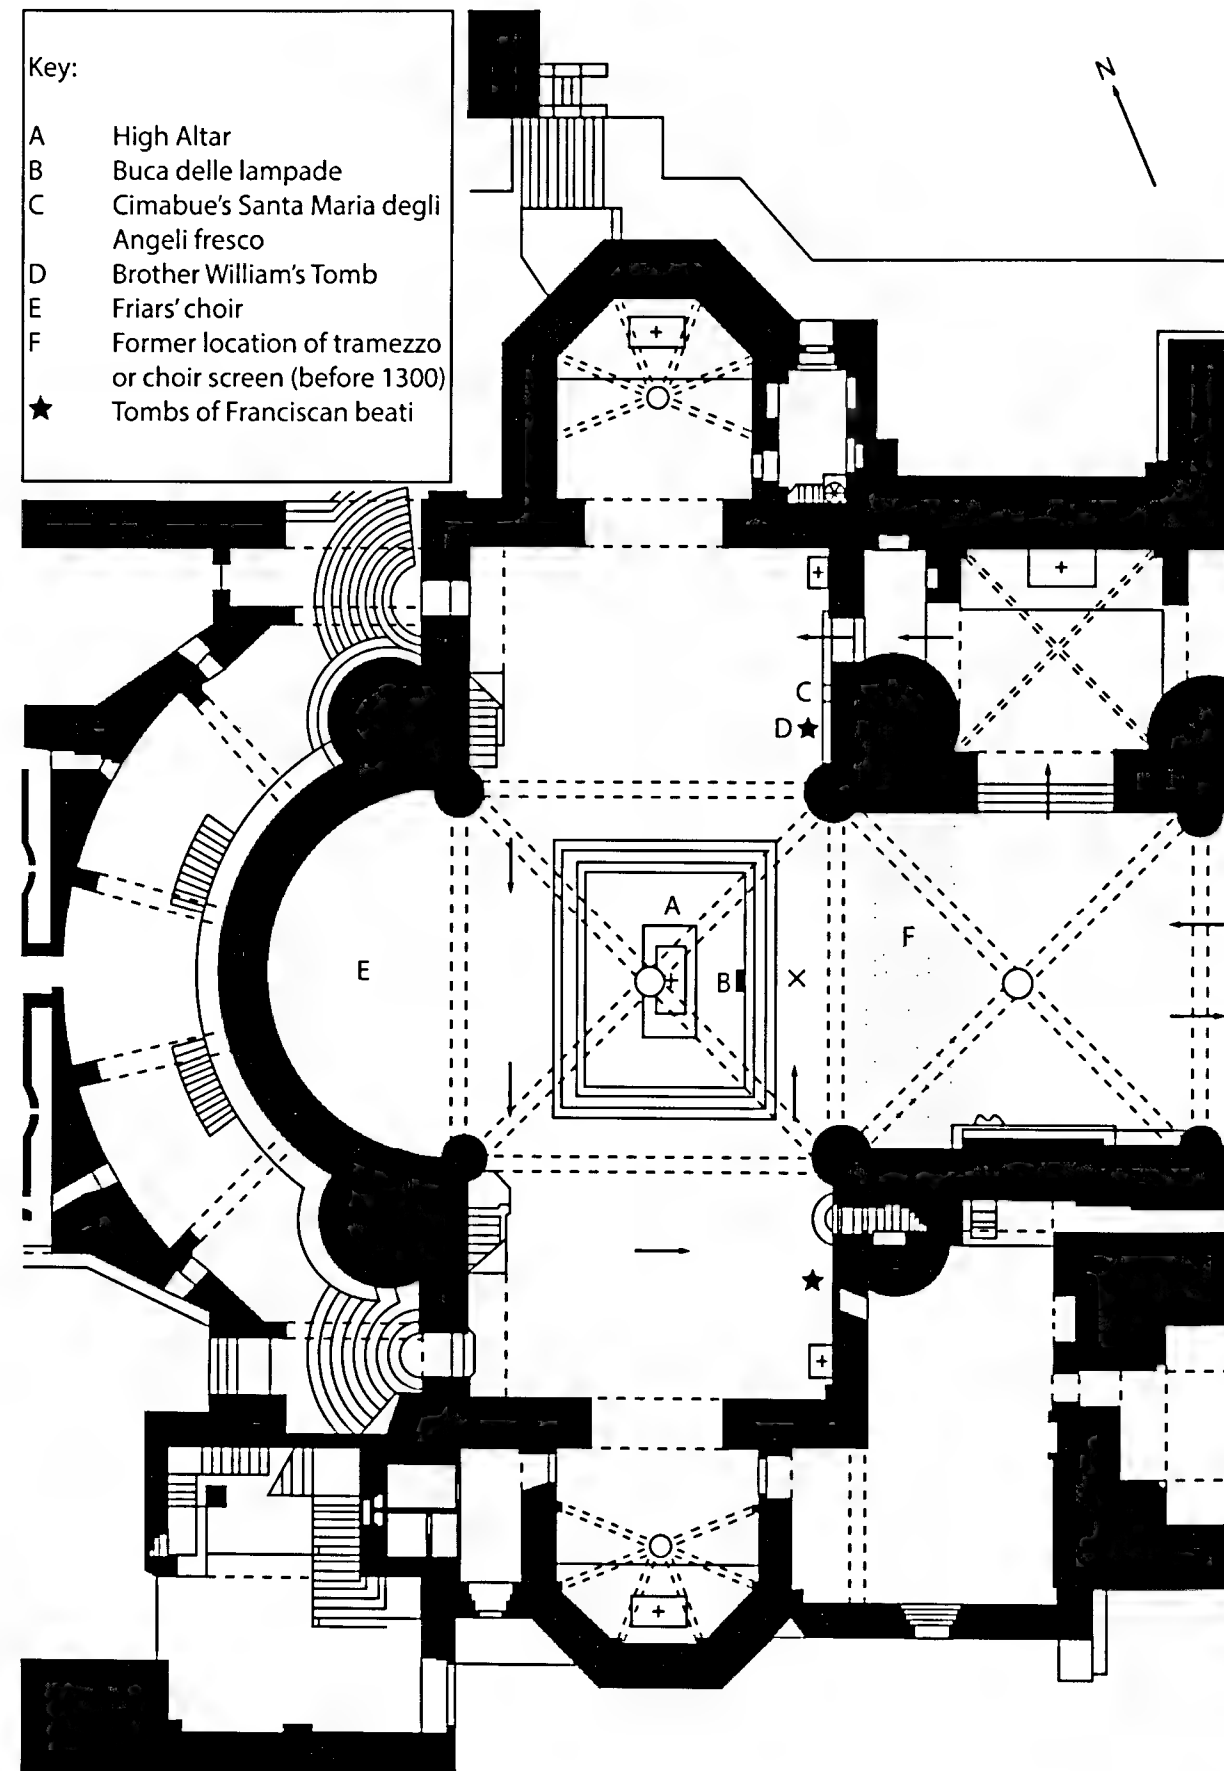 Key:
A High Altar
B Buca delle lampade
C Cimabue's Santa Maria degli
Angeli fresco
D Brother William's Tomb
E Friars' choir
F Former location of tramezzo
or choir screen (before 1300)
★ Tombs of Franciscan beati
N
C
D ★
A
F
E
B